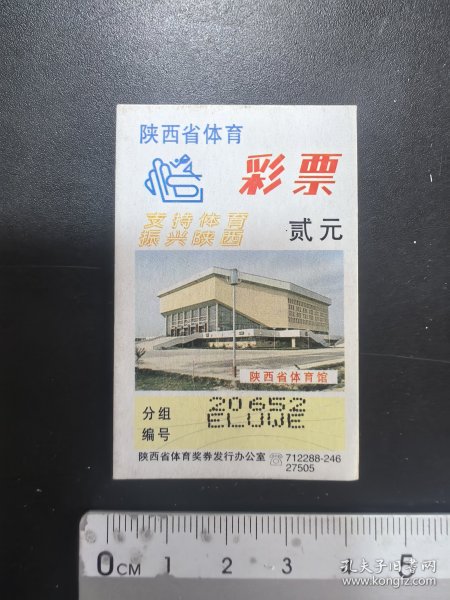 陕西省体育
彩票
支持体育
振兴陕西
贰元
陕西省体育馆
分组 20652
编号 ELUWE
陕西省体育奖券发行办公室 ☏ 712288-246
27505
0CM 1 2 3 5
孔夫子旧书网
www.kongfz.com